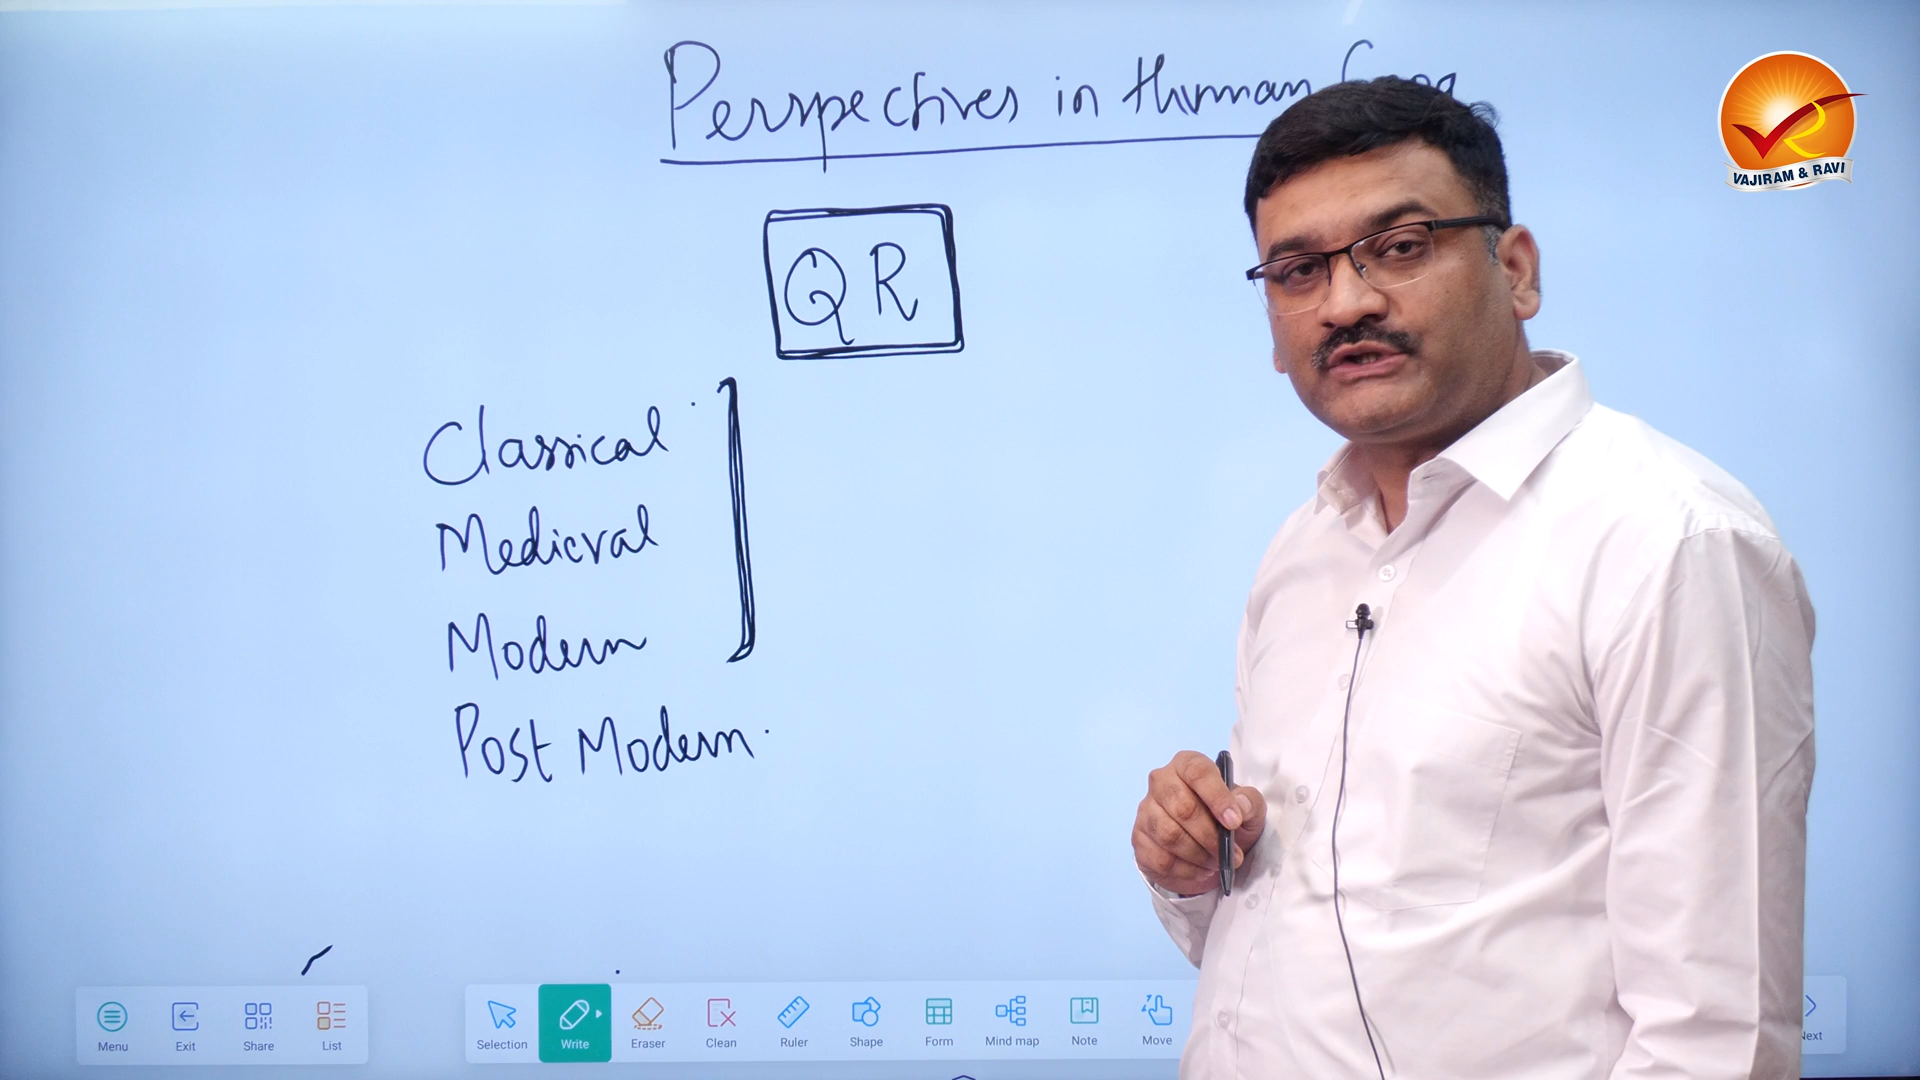 Perspectives in Human
QR
Classical
Medieval
Modern
Post Modern.
VAJIRAM & RAVI
Menu
Exit
Share
List
Selection
Write
Eraser
Clean
Ruler
Shape
Form
Mind map
Note
Move
Next